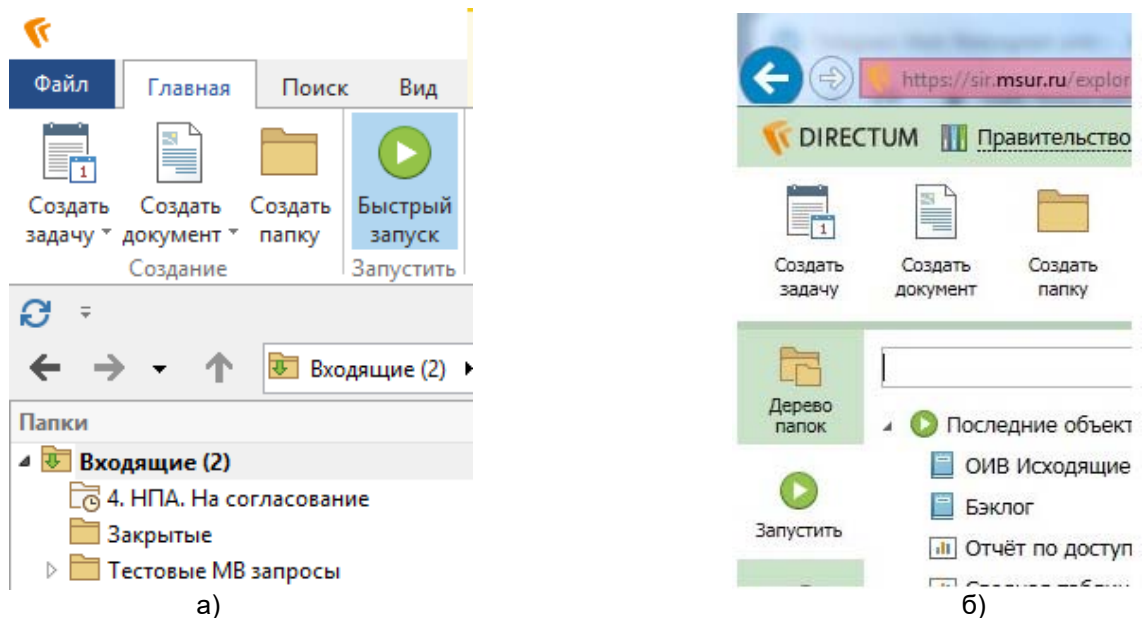 Файл Главная Поиск Вид
Создать задачу
Создать документ
Создать папку
Быстрый запуск
Создание
Запустить
Входящие (2)
Папки
Входящие (2)
4. НПА. На согласование
Закрытые
Тестовые МВ запросы
а)
https://sir.msur.ru/explor
DIRECTUM Правительство
Создать задачу
Создать документ
Создать папку
Дерево папок
Последние объект
ОИВ Исходящие
Бэклог
Запустить
Отчёт по доступ
б)